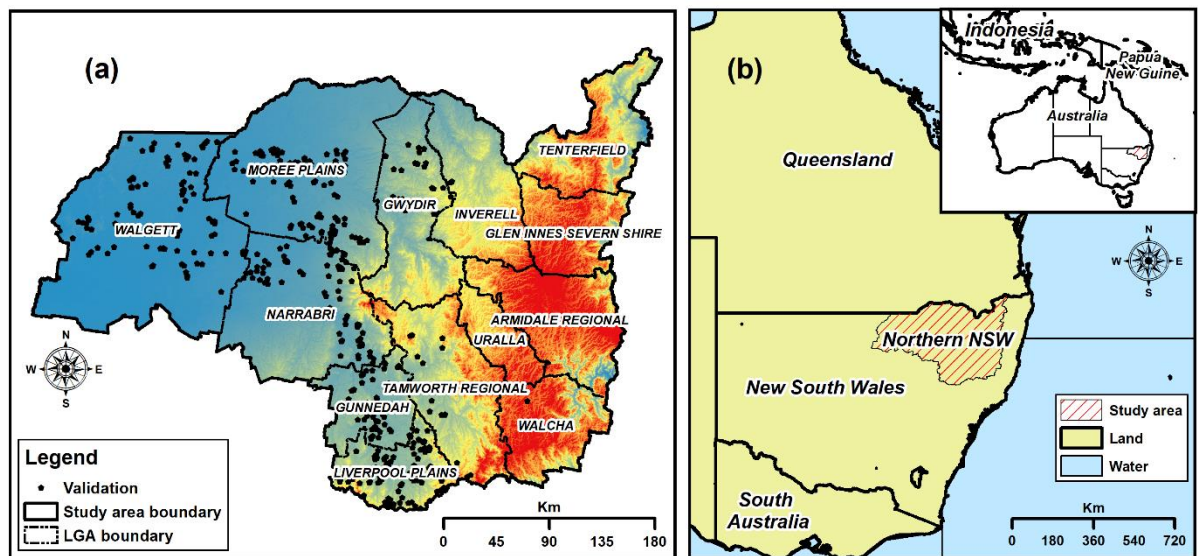 (a)
TENTERFIELD
MOREE PLAINS
GWYDIR
INVERELL
WALGETT
GLEN INNES SEVERN SHIRE
NARRABRI
ARMIDALE REGIONAL
URALLA
TAMWORTH REGIONAL
GUNNEDAH
WALCHA
LIVERPOOL PLAINS
N
W E
S
Legend
Validation
Study area boundary
LGA boundary
Km
0 45 90 135 180
(b)
Indonesia
Papua
New Guine
Australia
Queensland
N
W E
S
Northern NSW
New South Wales
South
Australia
Study area
Land
Water
Km
0 180 360 540 720